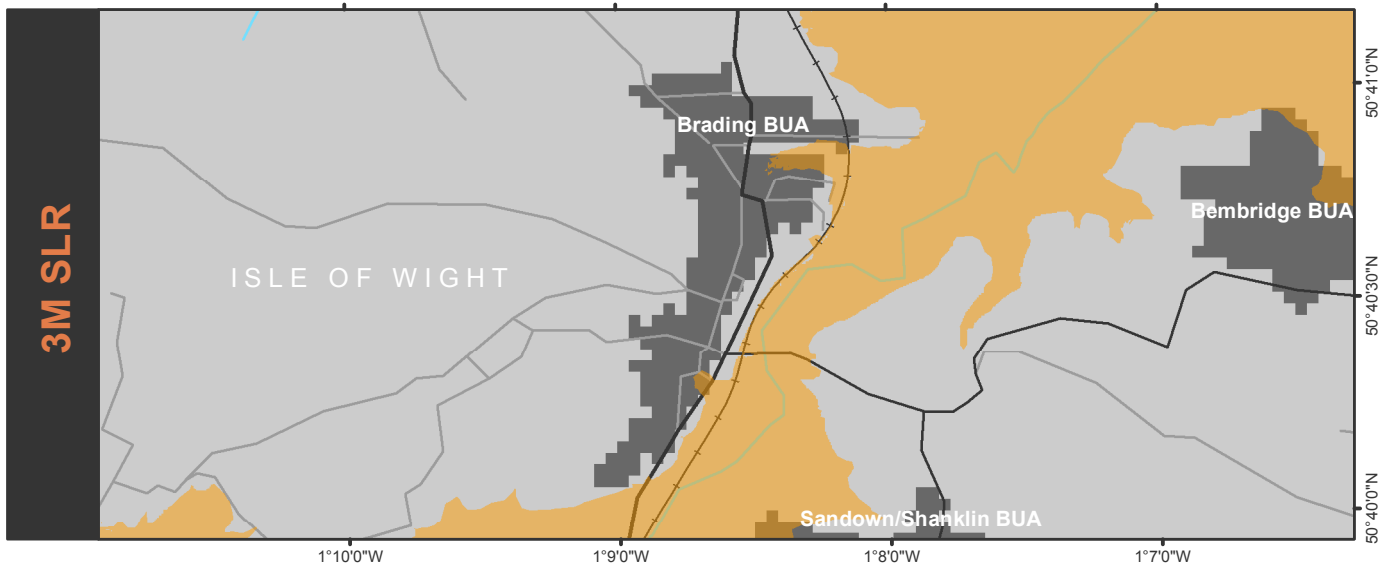 3M SLR
Brading BUA
Bembridge BUA
ISLE OF WIGHT
Sandown/Shanklin BUA
50°41'0"N
50°40'30"N
50°40'0"N
1°10'0"W
1°9'0"W
1°8'0"W
1°7'0"W